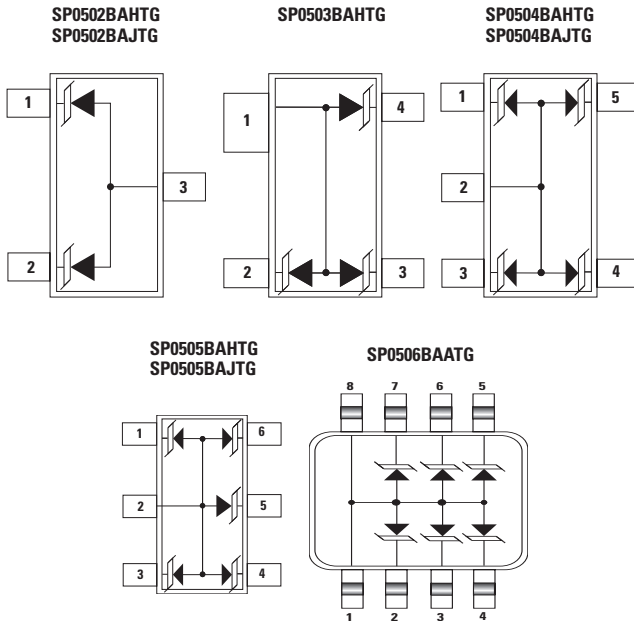 SP0502BAHTG
SP0502BAJTG
1
2
3
SP0503BAHTG
1
4
2
3
SP0504BAHTG
SP0504BAJTG
1
5
2
3
4
SP0505BAHTG
SP0505BAJTG
1
6
2
5
3
4
SP0506BAATG
8 7 6 5
1 2 3 4